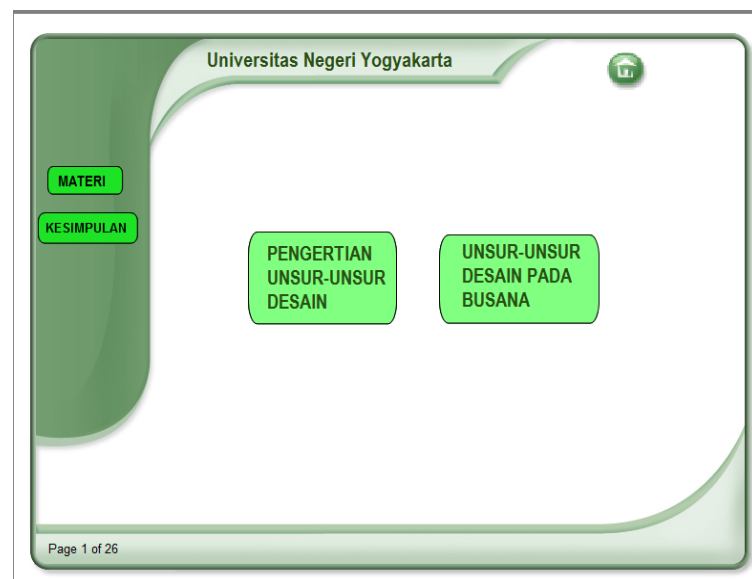 Universitas Negeri Yogyakarta
MATERI
KESIMPULAN
PENGERTIAN
UNSUR-UNSUR
DESAIN
UNSUR-UNSUR
DESAIN PADA
BUSANA
Page 1 of 26